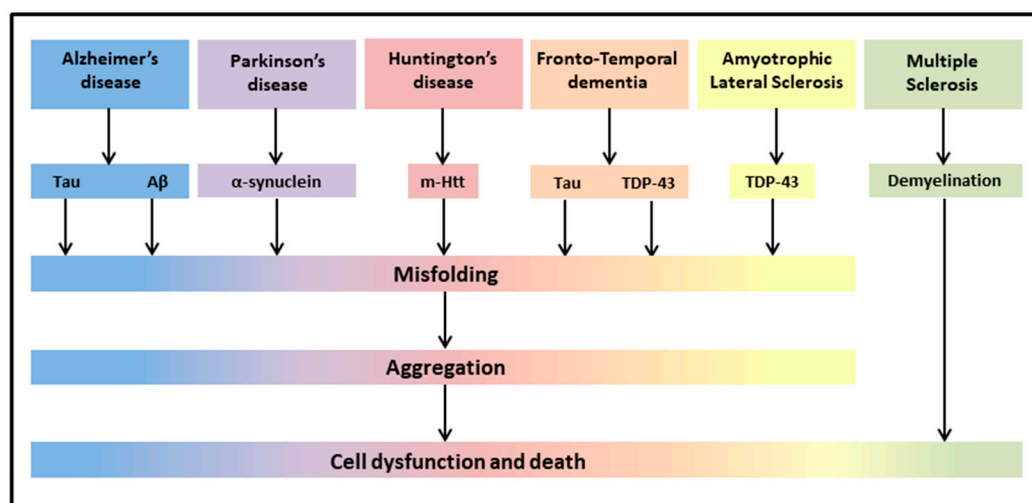 Alzheimer's
disease
Parkinson's
disease
Huntington's
disease
Fronto-Temporal
dementia
Amyotrophic
Lateral Sclerosis
Multiple
Sclerosis
Tau Aβ
α-synuclein
m-Htt
Tau TDP-43
TDP-43
Demyelination
Misfolding
Aggregation
Cell dysfunction and death